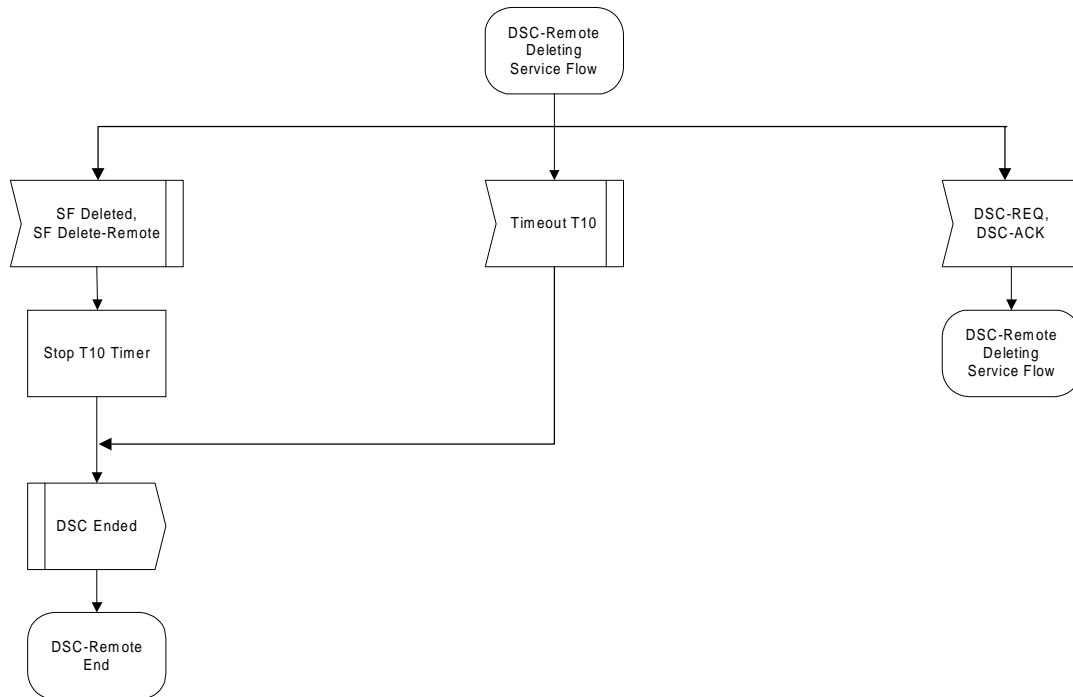 DSC-Remote
Deleting
Service Flow
SF Deleted,
SF Delete-Remote
Timeout T10
DSC-REQ,
DSC-ACK
Stop T10 Timer
DSC-Remote
Deleting
Service Flow
DSC Ended
DSC-Remote
End